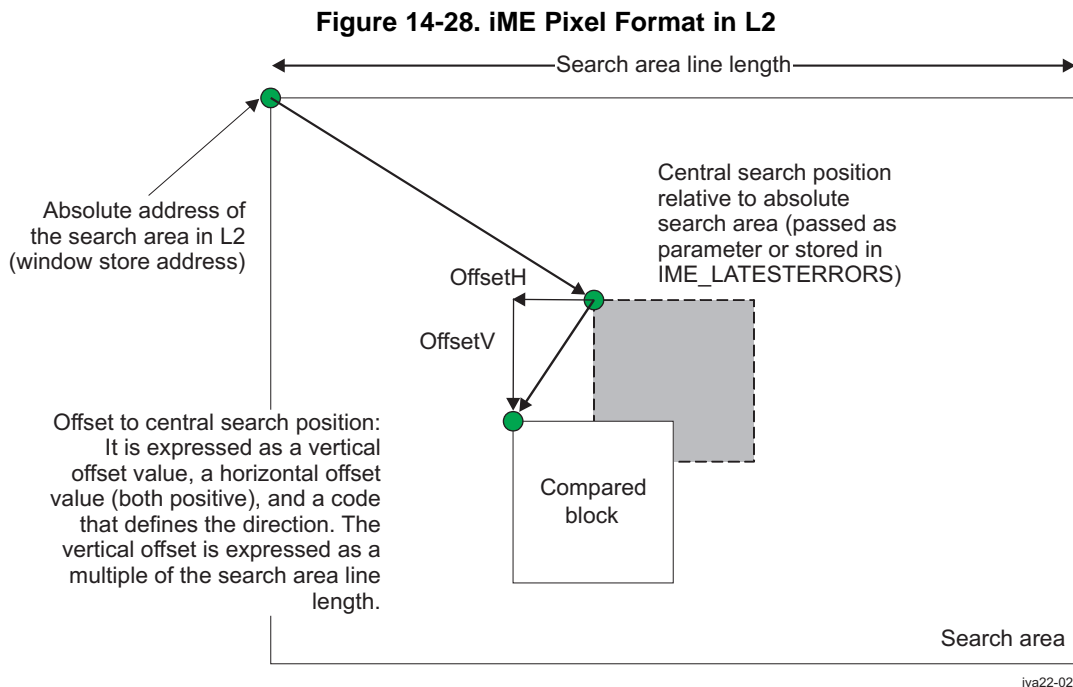 Figure 14-28. iME Pixel Format in L2
Search area line length
Absolute address of
the search area in L2
(window store address)
Central search position
relative to absolute
search area (passed as
parameter or stored in
IME_LATESTERRORS)
OffsetH
OffsetV
Offset to central search position:
It is expressed as a vertical
offset value, a horizontal offset
value (both positive), and a code
that defines the direction. The
vertical offset is expressed as a
multiple of the search area line
length.
Compared
block
Search area
iva22-02